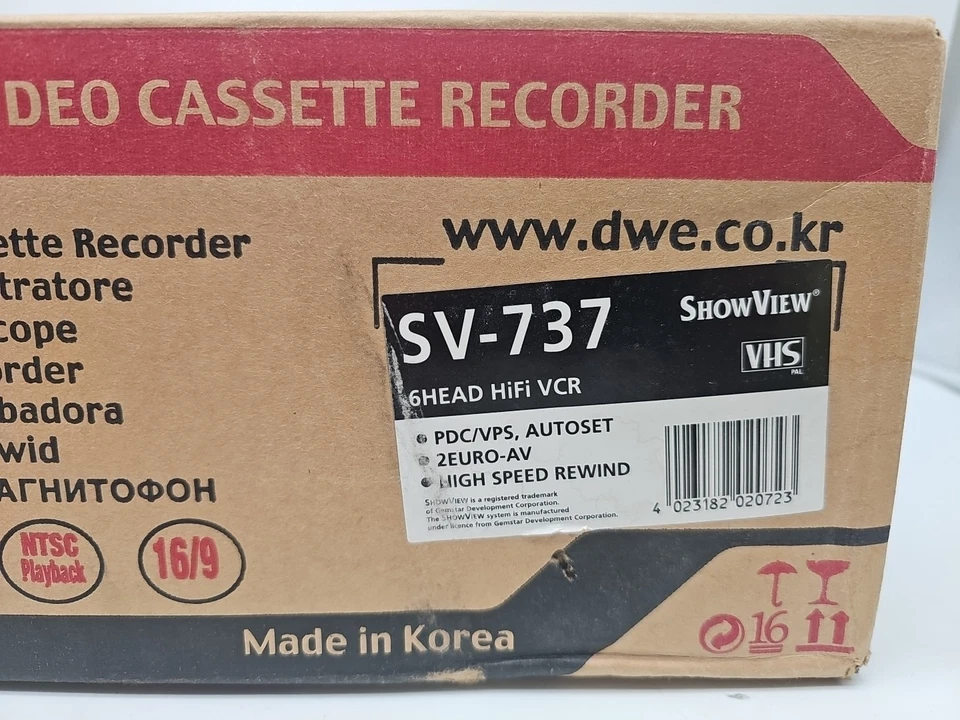 DEO CASSETTE RECORDER
www.dwe.co.kr
ette Recorder
tratore
cope
order
badora
wid
АГНИТОФОН
SV-737
SHOWVIEW®
VHS
PAL
6HEAD HiFi VCR
PDC/VPS, AUTOSET
2EURO-AV
HIGH SPEED REWIND
SHOWVIEW is a registered trademark
of Gemstar Development Corporation.
The SHOWVIEW system is manufactured
under licence from Gemstar Development Corporation.
4 023182 020723
NTSC
Playback
16/9
Made in Korea
16